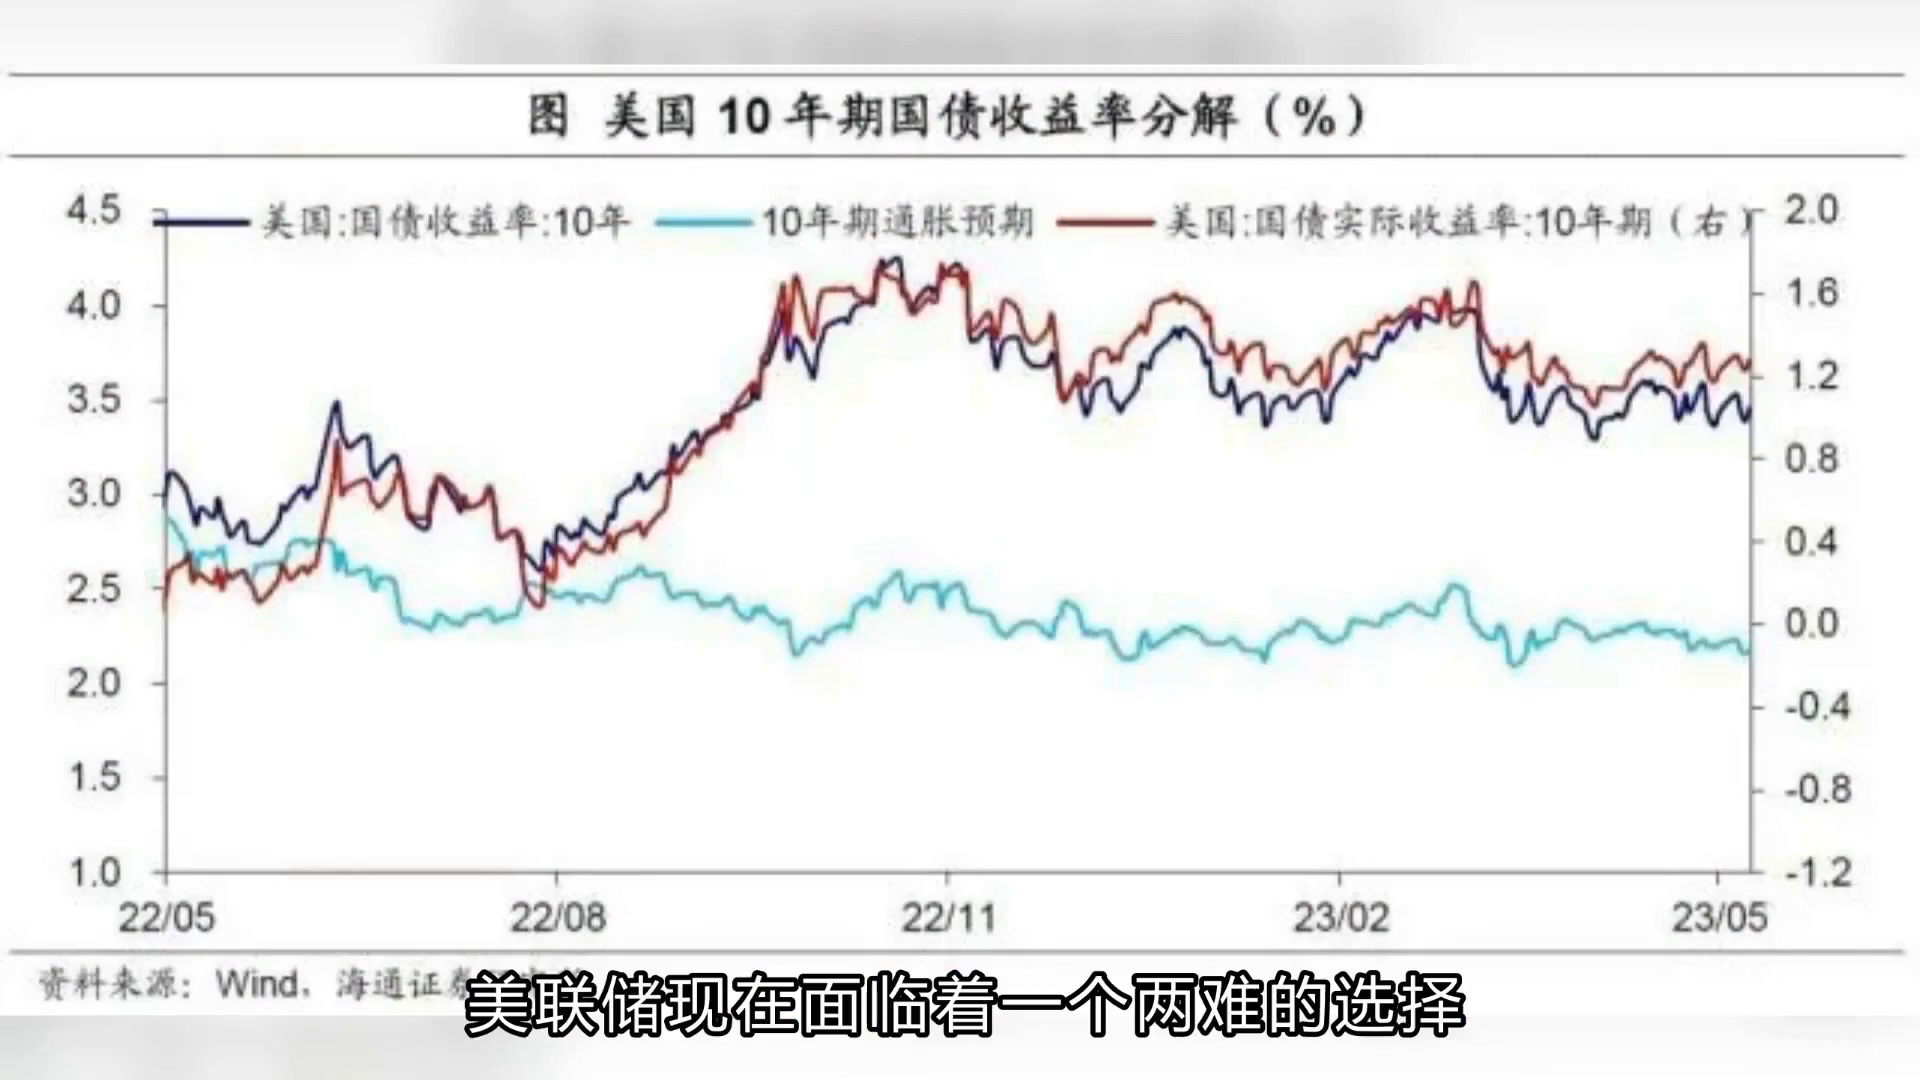 图 美国 10 年期国债收益率分解（%）
美国:国债收益率:10年 10年期通胀预期 美国:国债实际收益率:10年期（右）
4.5 2.0
4.0 1.6
3.5 1.2
3.0 0.8
2.5 0.4
2.0 0.0
1.5 -0.4
1.0 -0.8
-1.2
22/05 22/08 22/11 23/02 23/05
资料来源：Wind，海通证券
美联储现在面临着一个两难的选择